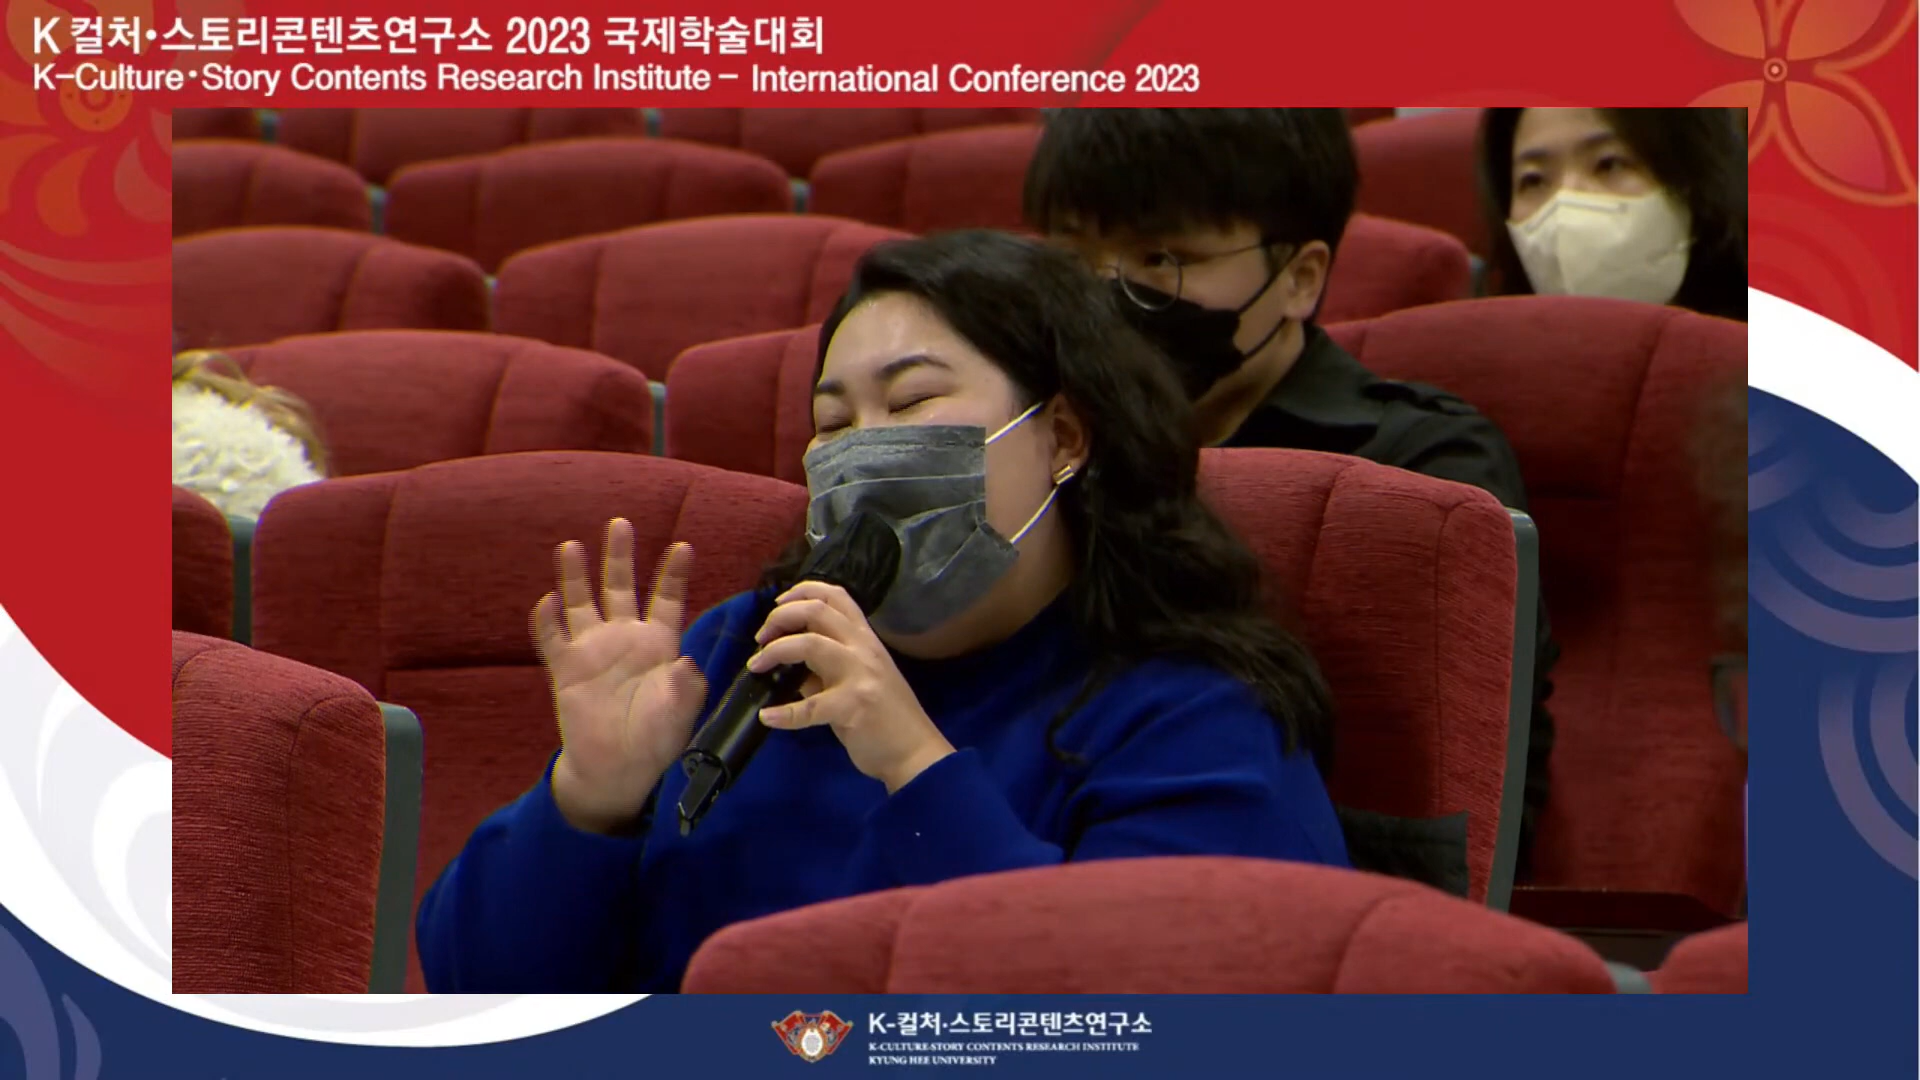 K 컬처·스토리콘텐츠연구소 2023 국제학술대회
K-Culture·Story Contents Research Institute - International Conference 2023
K-컬처·스토리콘텐츠연구소
K-CULTURE·STORY CONTENTS RESEARCH INSTITUTE
KYUNG HEE UNIVERSITY